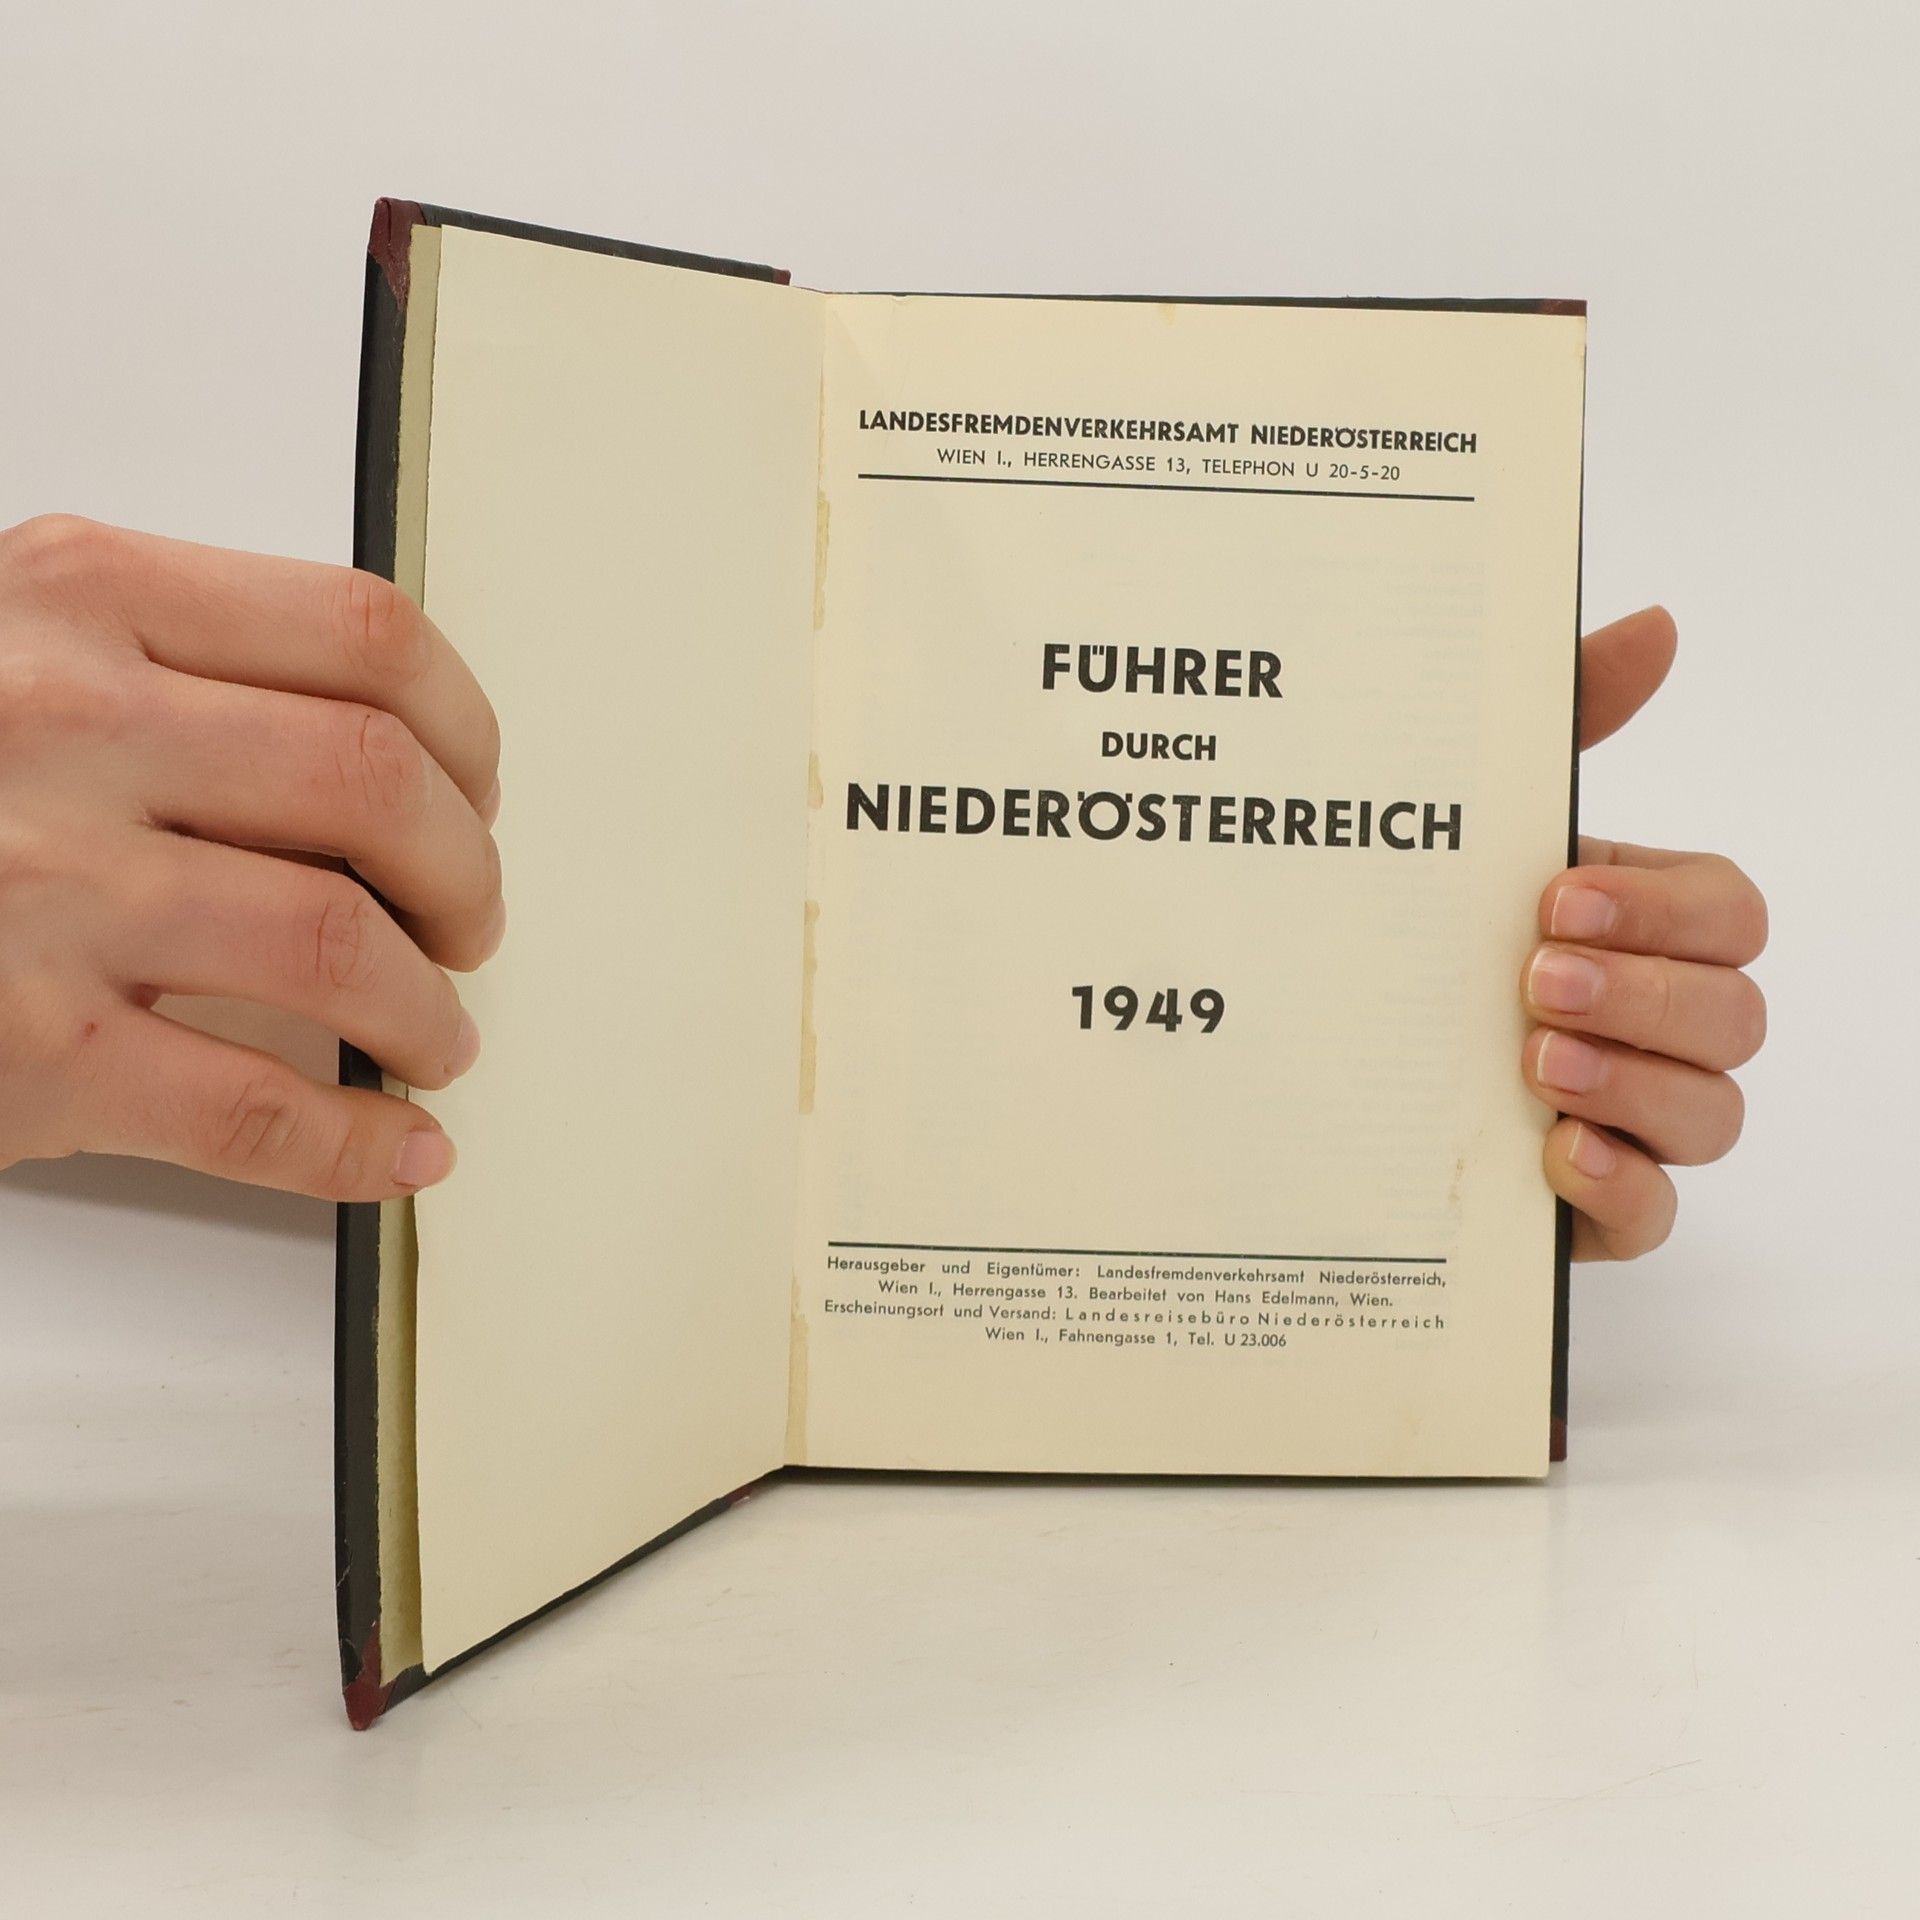 LANDESFREMDENVERKEHRSAMT NIEDERÖSTERREICH
WIEN I., HERRENGASSE 13, TELEPHON U 20-5-20
FÜHRER
DURCH
NIEDERÖSTERREICH
1949
Herausgeber und Eigentümer: Landesfremdenverkehrsamt Niederösterreich,
Wien I., Herrengasse 13. Bearbeitet von Hans Edelmann, Wien.
Erscheinungsort und Versand: Landesreisebüro Niederösterreich
Wien I., Fahnengasse 1, Tel. U 23.006